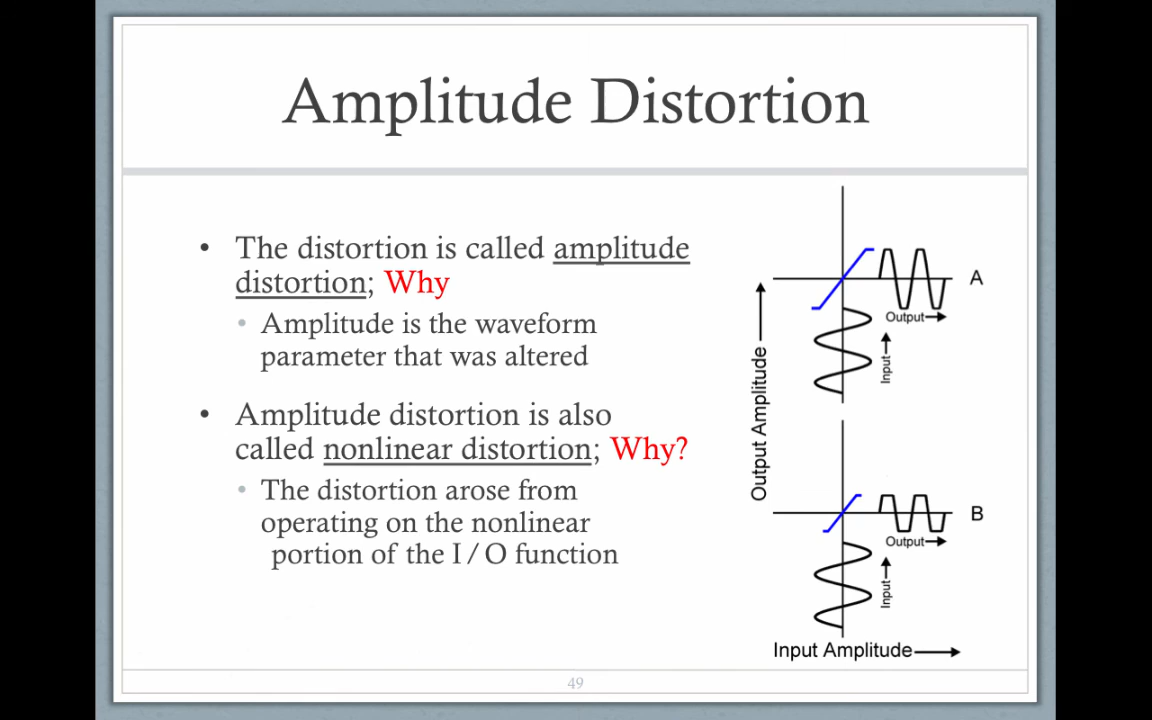 Amplitude Distortion
• The distortion is called amplitude
distortion; Why
• Amplitude is the waveform
parameter that was altered
• Amplitude distortion is also
called nonlinear distortion; Why?
• The distortion arose from
operating on the nonlinear
portion of the I/O function
A
Output
Input
Output Amplitude
B
Output
Input
Input Amplitude
49